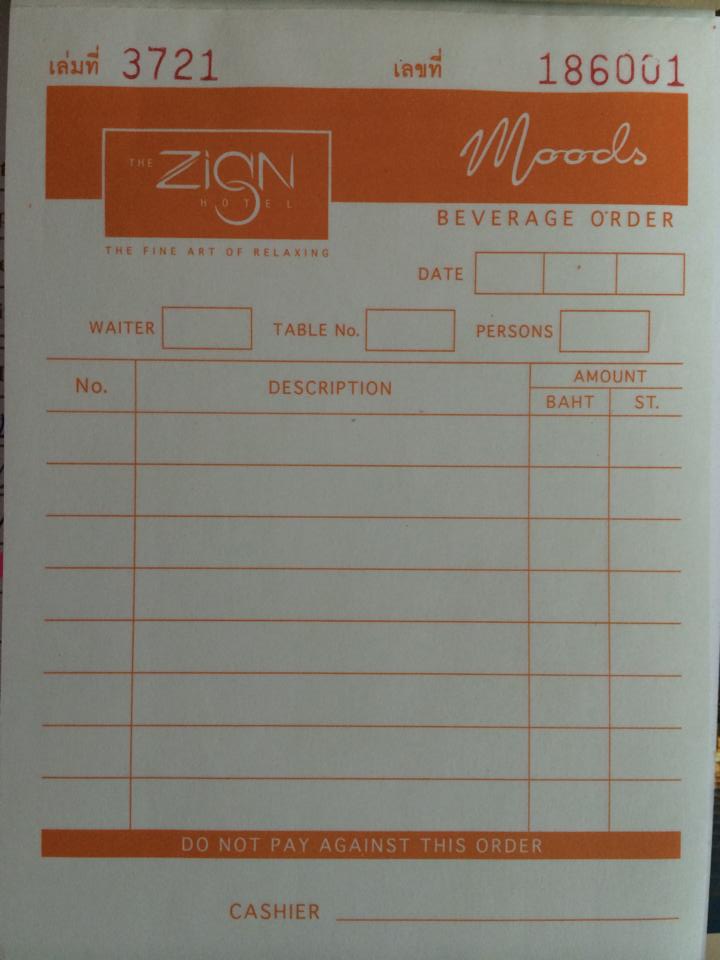 เล่มที่ 3721 เลขที่ 186001
THE ZIGN HOTEL
Moods
BEVERAGE ORDER
THE FINE ART OF RELAXING
DATE
WAITER TABLE No. PERSONS
No. DESCRIPTION AMOUNT
BAHT ST.
DO NOT PAY AGAINST THIS ORDER
CASHIER